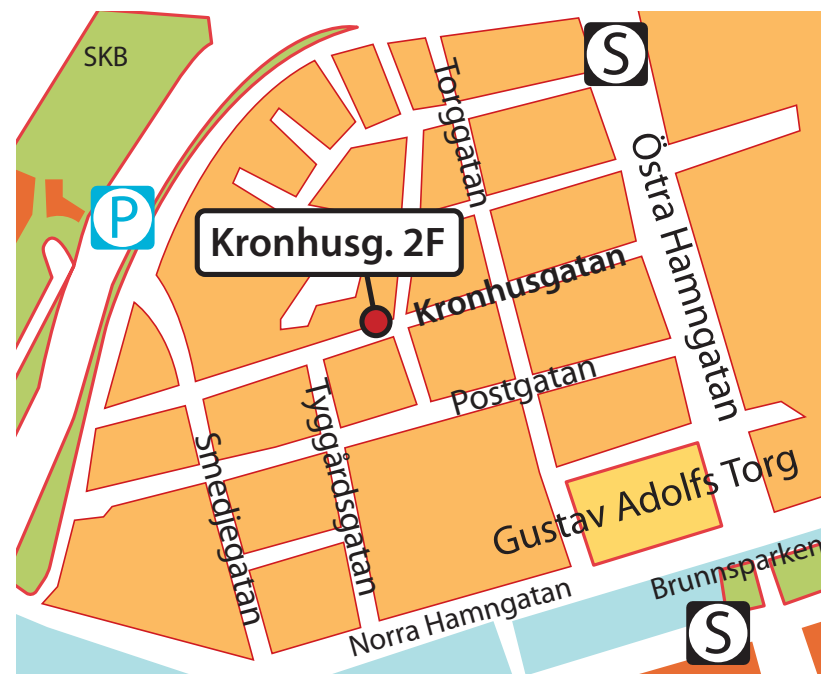 SKB
S
Torggatan
Östra Hamngatan
P
Kronhusg. 2F
Kronhusgatan
Postgatan
Tyggårdsgatan
Smedjegatan
Gustav Adolfs Torg
Brunnsparken
Norra Hamngatan
S